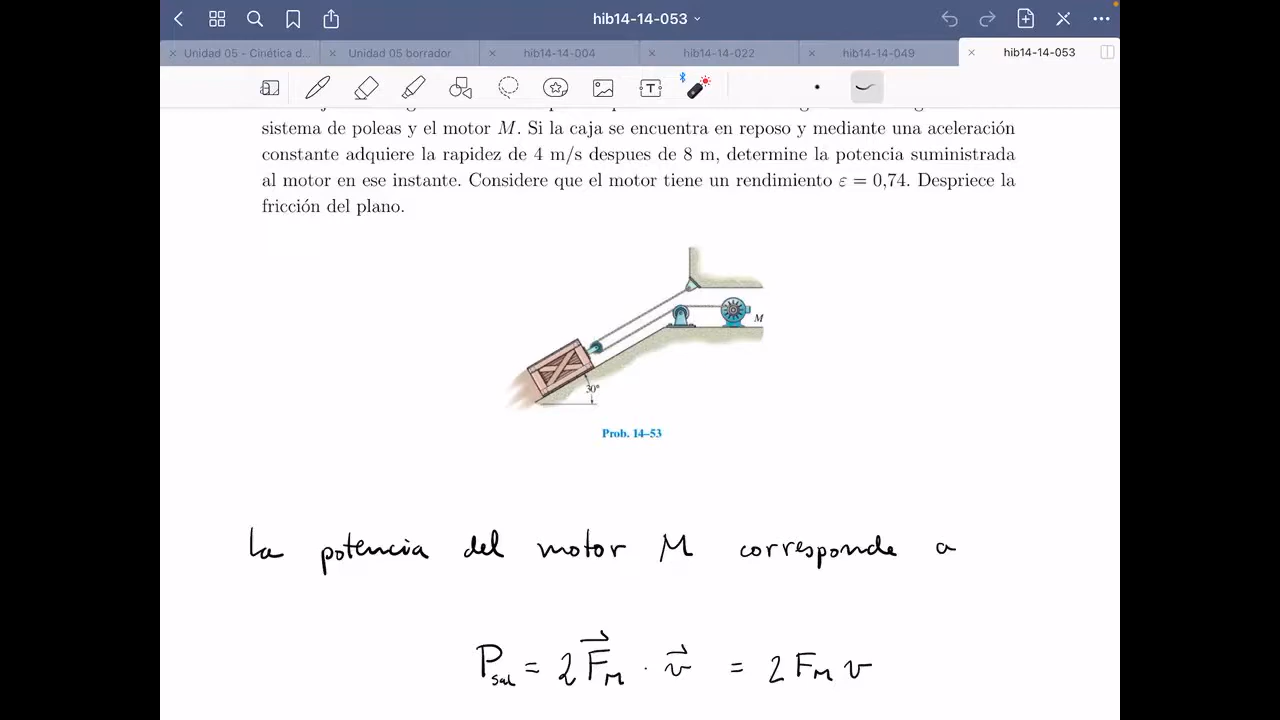 hib14-14-053
Unidad 05 - Cinética d...
Unidad 05 borrador
hib14-14-004
hib14-14-022
hib14-14-049
hib14-14-053
sistema de poleas y el motor M. Si la caja se encuentra en reposo y mediante una aceleración
constante adquiere la rapidez de 4 m/s despues de 8 m, determine la potencia suministrada
al motor en ese instante. Considere que el motor tiene un rendimiento ε = 0,74. Despriece la
fricción del plano.
M
30°
Prob. 14–53
La potencia del motor M corresponde a
P_sal = 2 F⃗_M · v⃗ = 2 F_M v